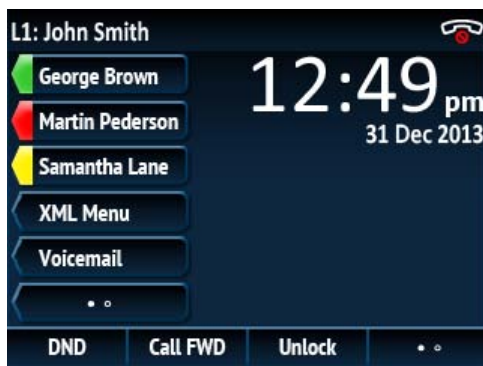 L1: John Smith
George Brown
12:49 pm
Martin Pederson
31 Dec 2013
Samantha Lane
XML Menu
Voicemail
DND Call FWD Unlock